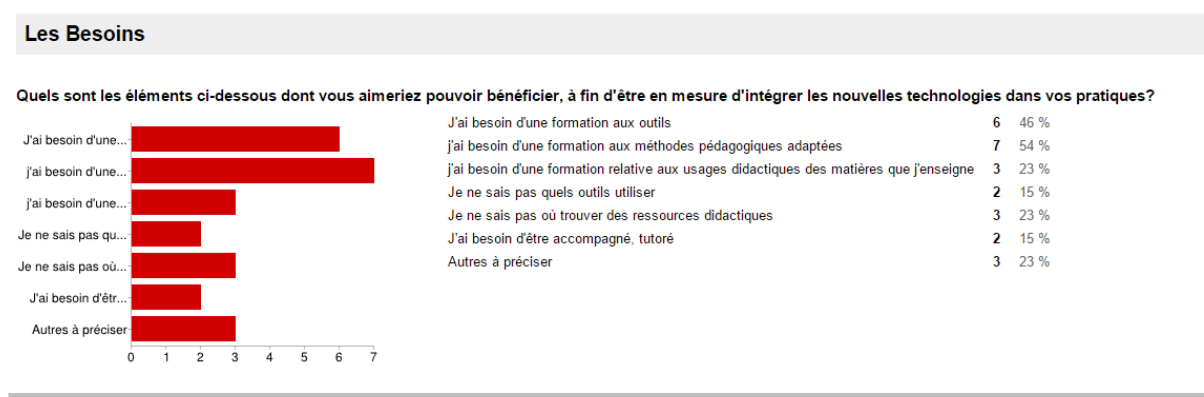 Les Besoins
Quels sont les éléments ci-dessous dont vous aimeriez pouvoir bénéficier, à fin d'être en mesure d'intégrer les nouvelles technologies dans vos pratiques?
J'ai besoin d'une...
j'ai besoin d'une...
j'ai besoin d'une...
Je ne sais pas qu...
Je ne sais pas où...
J'ai besoin d'êtr...
Autres à préciser
0 1 2 3 4 5 6 7
J'ai besoin d'une formation aux outils 6 46 %
j'ai besoin d'une formation aux méthodes pédagogiques adaptées 7 54 %
j'ai besoin d'une formation relative aux usages didactiques des matières que j'enseigne 3 23 %
Je ne sais pas quels outils utiliser 2 15 %
Je ne sais pas où trouver des ressources didactiques 3 23 %
J'ai besoin d'être accompagné, tutoré 2 15 %
Autres à préciser 3 23 %